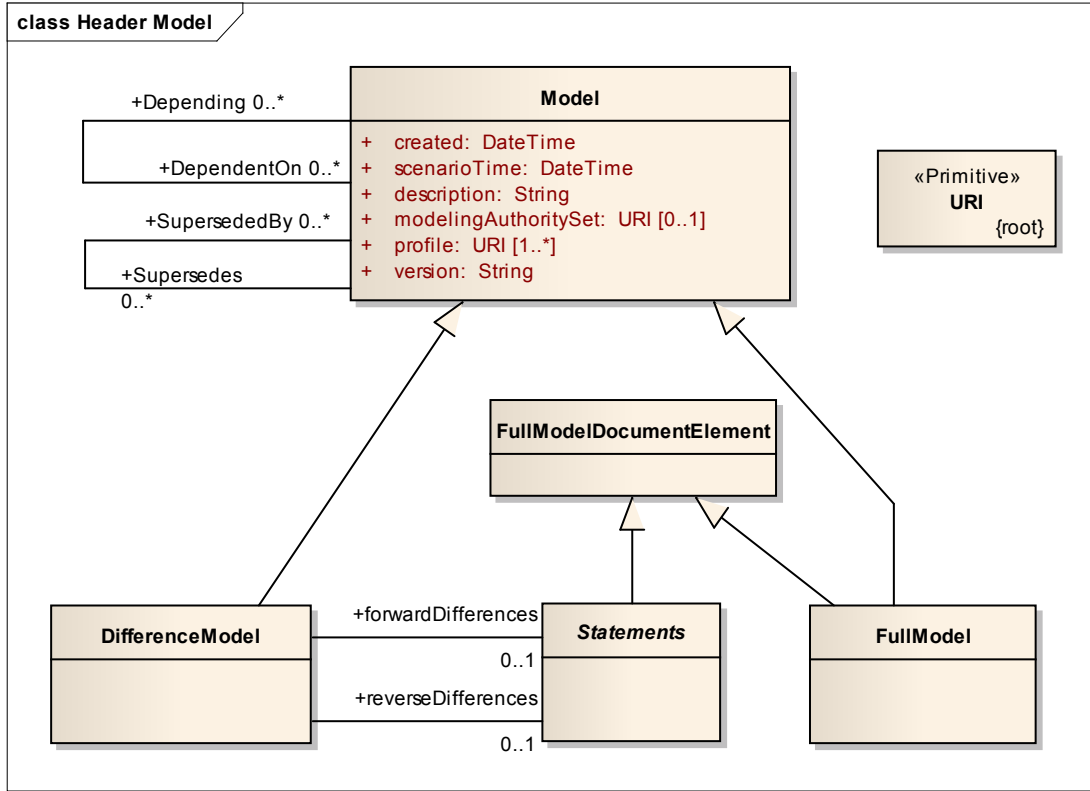 class Header Model
Model
+Depending 0..*
+ created: DateTime
+DependentOn 0..*
+ scenarioTime: DateTime
+ description: String
+SupersededBy 0..*
+ modelingAuthoritySet: URI [0..1]
+ profile: URI [1..*]
+Supersedes
+ version: String
0..*
«Primitive»
URI
{root}
FullModelDocumentElement
DifferenceModel
+forwardDifferences
0..1
+reverseDifferences
0..1
Statements
FullModel